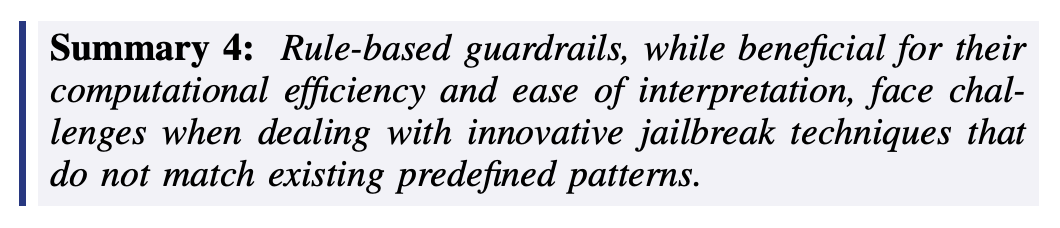 Summary 4: Rule-based guardrails, while beneficial for their
computational efficiency and ease of interpretation, face chal-
lenges when dealing with innovative jailbreak techniques that
do not match existing predefined patterns.